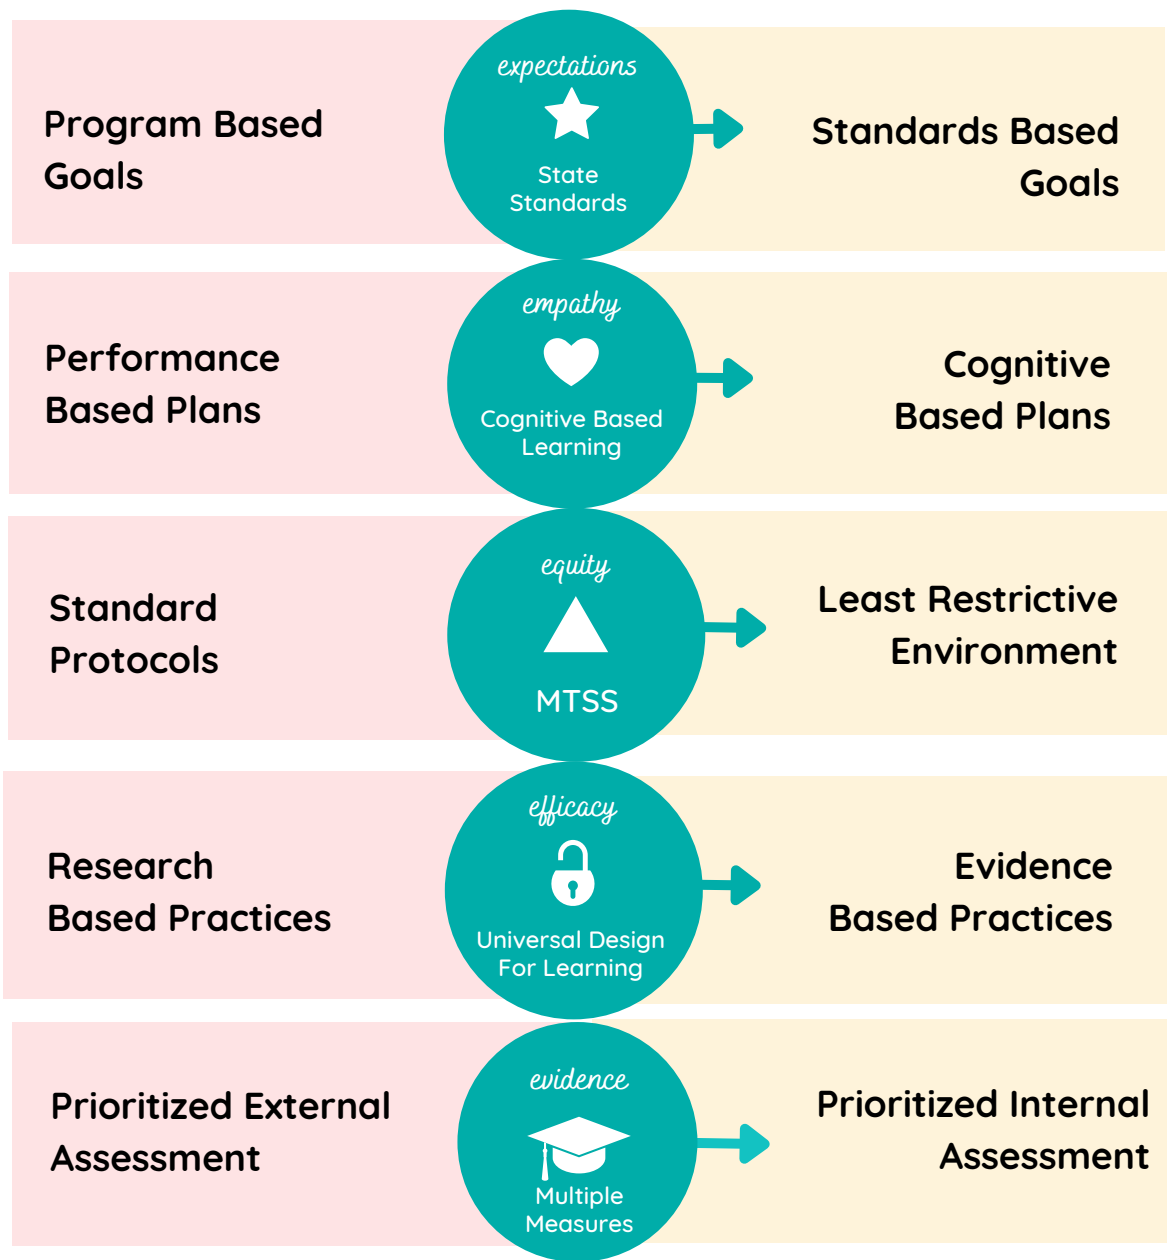 Program Based
Goals
expectations
State
Standards
Standards Based
Goals
Performance
Based Plans
empathy
Cognitive Based
Learning
Cognitive
Based Plans
Standard
Protocols
equity
MTSS
Least Restrictive
Environment
Research
Based Practices
efficacy
Universal Design
For Learning
Evidence
Based Practices
Prioritized External
Assessment
evidence
Multiple
Measures
Prioritized Internal
Assessment